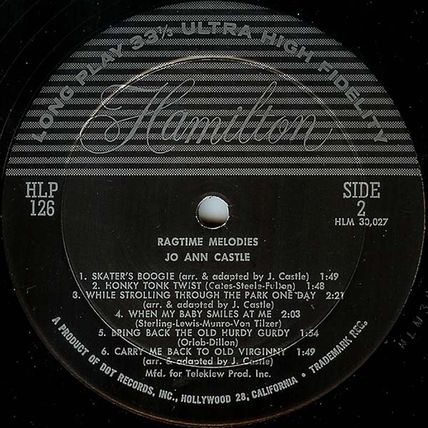 LONG PLAY 33⅓ ULTRA HIGH FIDELITY
Hamilton
HLP
126
SIDE
2
HLM 30,027
RAGTIME MELODIES
JO ANN CASTLE
1. SKATER'S BOOGIE (arr. & adapted by J. Castle) 1:49
2. HONKY TONK TWIST (Cates-Steele-Fulson) 1:48
3. WHILE STROLLING THROUGH THE PARK ONE DAY 2:21
(arr. & adapted by J. Castle)
4. WHEN MY BABY SMILES AT ME 2:03
(Sterling-Lewis-Munro-Von Tilzer)
5. BRING BACK THE OLD HURDY GURDY 1:54
(Orlob-Dillon)
6. CARRY ME BACK TO OLD VIRGINNY 1:49
(arr. & adapted by J. Castle)
Mfd. for Teleklew Prod. Inc.
A PRODUCT OF DOT RECORDS, INC., HOLLYWOOD 28, CALIFORNIA • TRADEMARK REG.